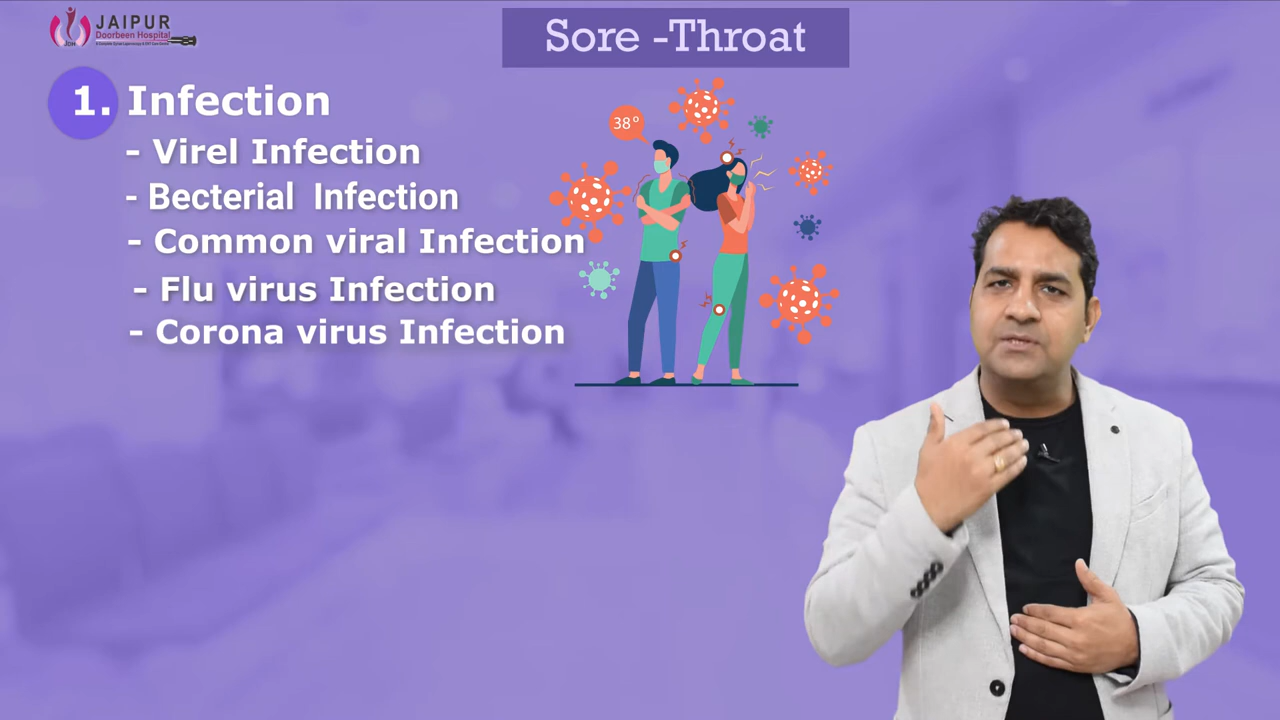 JAIPUR
Doorbeen Hospital
Sore -Throat
1. Infection
- Virel Infection
- Becterial Infection
- Common viral Infection
- Flu virus Infection
- Corona virus Infection
38°